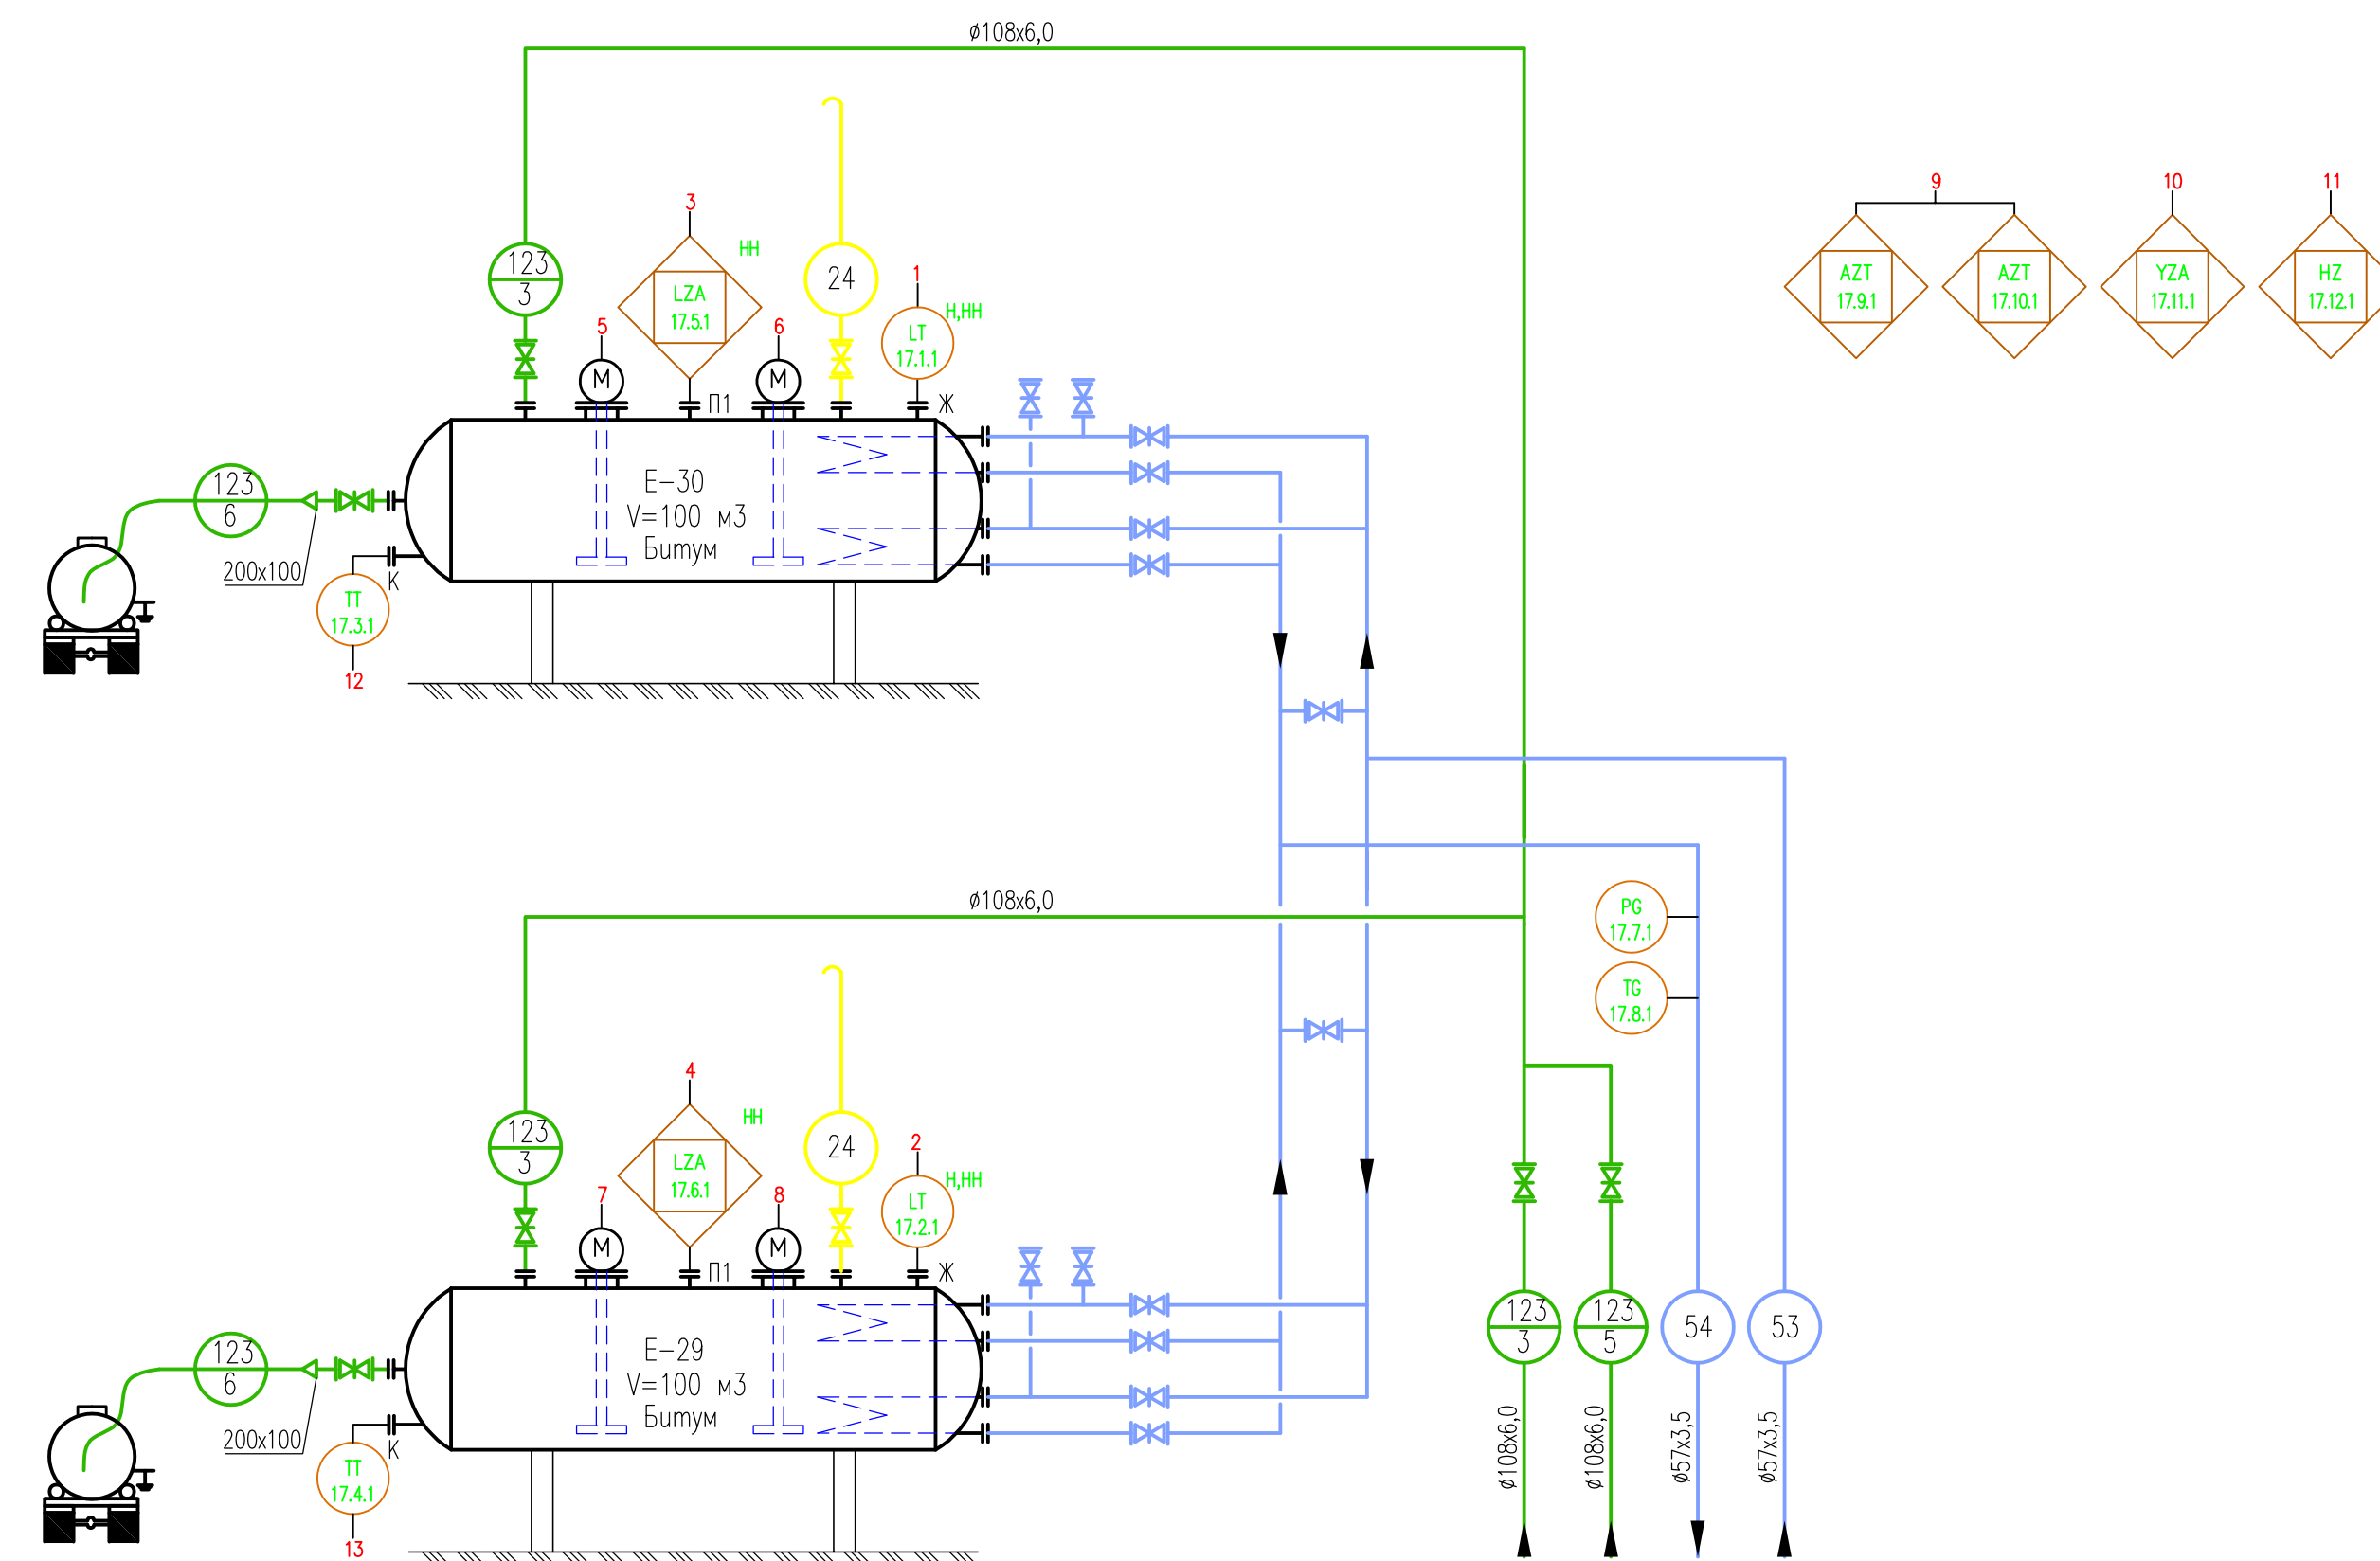 ø108x6,0
9
10
11
3
HH
123
3
24
1
LZA
17.5.1
H,HH
AZT
17.9.1
AZT
17.10.1
YZA
17.11.1
HZ
17.12.1
5
6
LT
17.1.1
M
M
П1
Ж
123
6
E-30
V=100 м3
Битум
200x100
К
TT
17.3.1
12
ø108x6,0
PG
17.7.1
TG
17.8.1
4
HH
123
3
24
2
LZA
17.6.1
H,HH
7
8
LT
17.2.1
M
M
П1
Ж
123
3
123
5
54
53
123
6
E-29
V=100 м3
Битум
200x100
К
TT
17.4.1
13
ø108x6,0
ø108x6,0
ø57x3,5
ø57x3,5